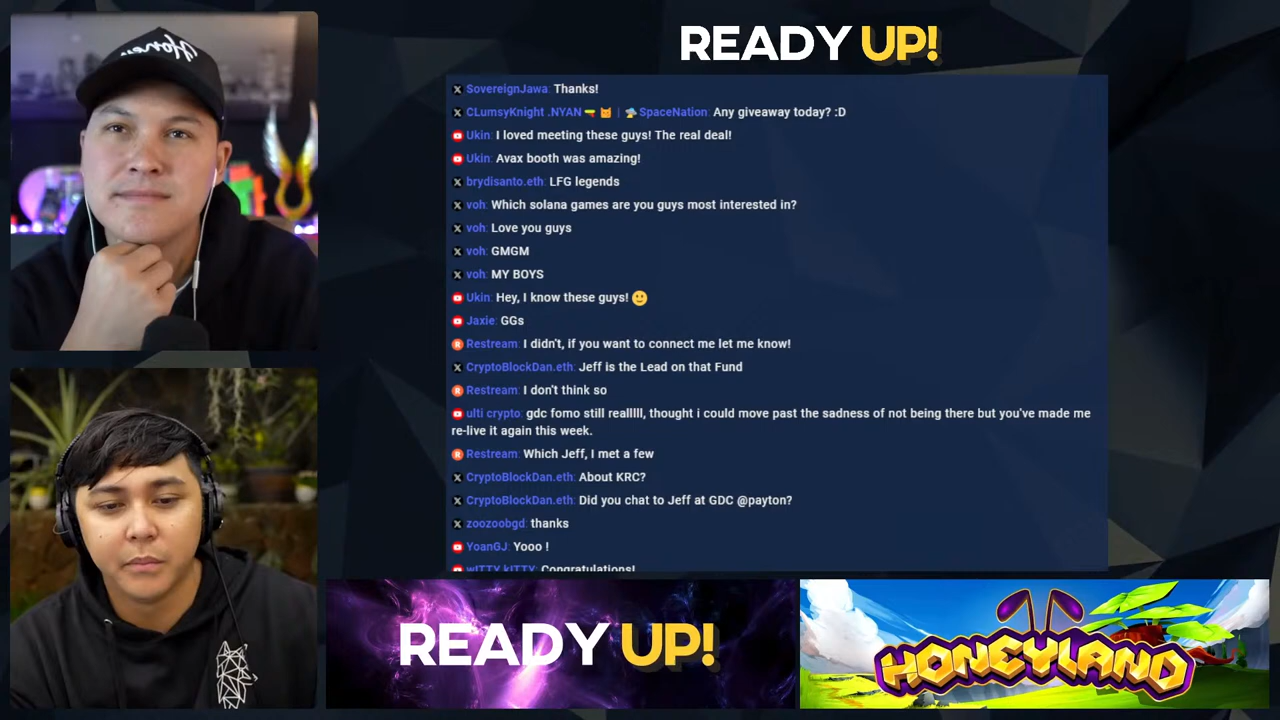 READY UP!
SovereignJawa: Thanks!
CLumsyKnight .NYAN | SpaceNation: Any giveaway today? :D
Ukin: I loved meeting these guys! The real deal!
Ukin: Avax booth was amazing!
brydisanto.eth: LFG legends
voh: Which solana games are you guys most interested in?
voh: Love you guys
voh: GMGM
voh: MY BOYS
Ukin: Hey, I know these guys! 🙂
Jaxie: GGs
Restream: I didn't, if you want to connect me let me know!
CryptoBlockDan.eth: Jeff is the Lead on that Fund
Restream: I don't think so
ulti crypto: gdc fomo still realllll, thought i could move past the sadness of not being there but you've made me
re-live it again this week.
Restream: Which Jeff, I met a few
CryptoBlockDan.eth: About KRC?
CryptoBlockDan.eth: Did you chat to Jeff at GDC @payton?
zoozoobgd: thanks
YoanGJ: Yooo !
wITTY kITTY: Congratulations!
READY UP!
HONEYLAND